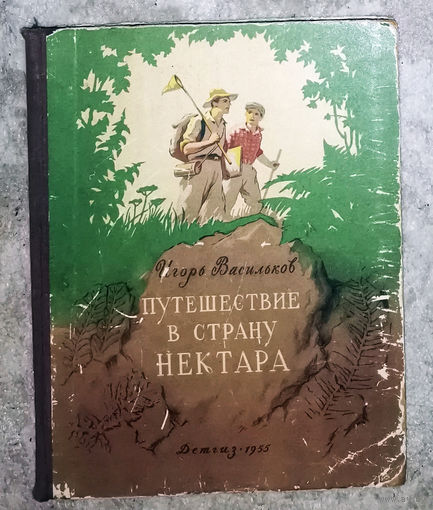 Игорь Васильков
ПУТЕШЕСТВИЕ
В СТРАНУ
НЕКТАРА
Детгиз · 1955